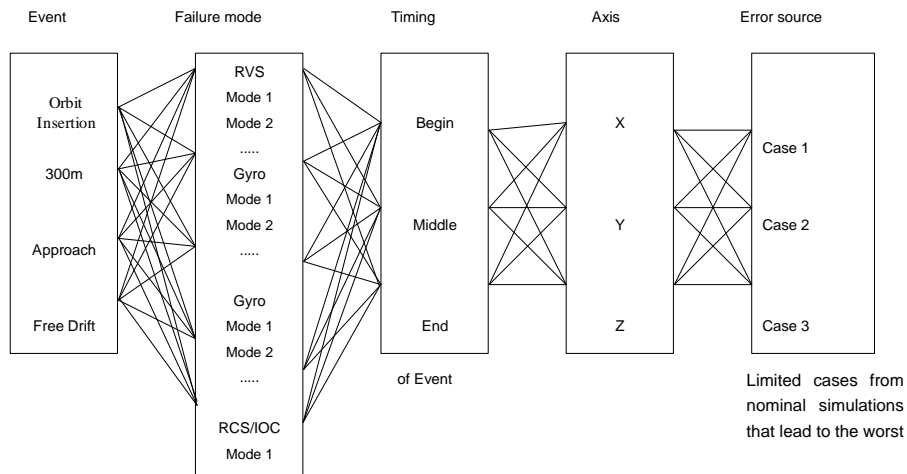 Event
Failure mode
Timing
Axis
Error source
Orbit
Insertion
300m
Approach
Free Drift
RVS
Mode 1
Mode 2
.....
Gyro
Mode 1
Mode 2
.....
Gyro
Mode 1
Mode 2
.....
RCS/IOC
Mode 1
Begin
Middle
End
of Event
X
Y
Z
Case 1
Case 2
Case 3
Limited cases from
nominal simulations
that lead to the worst